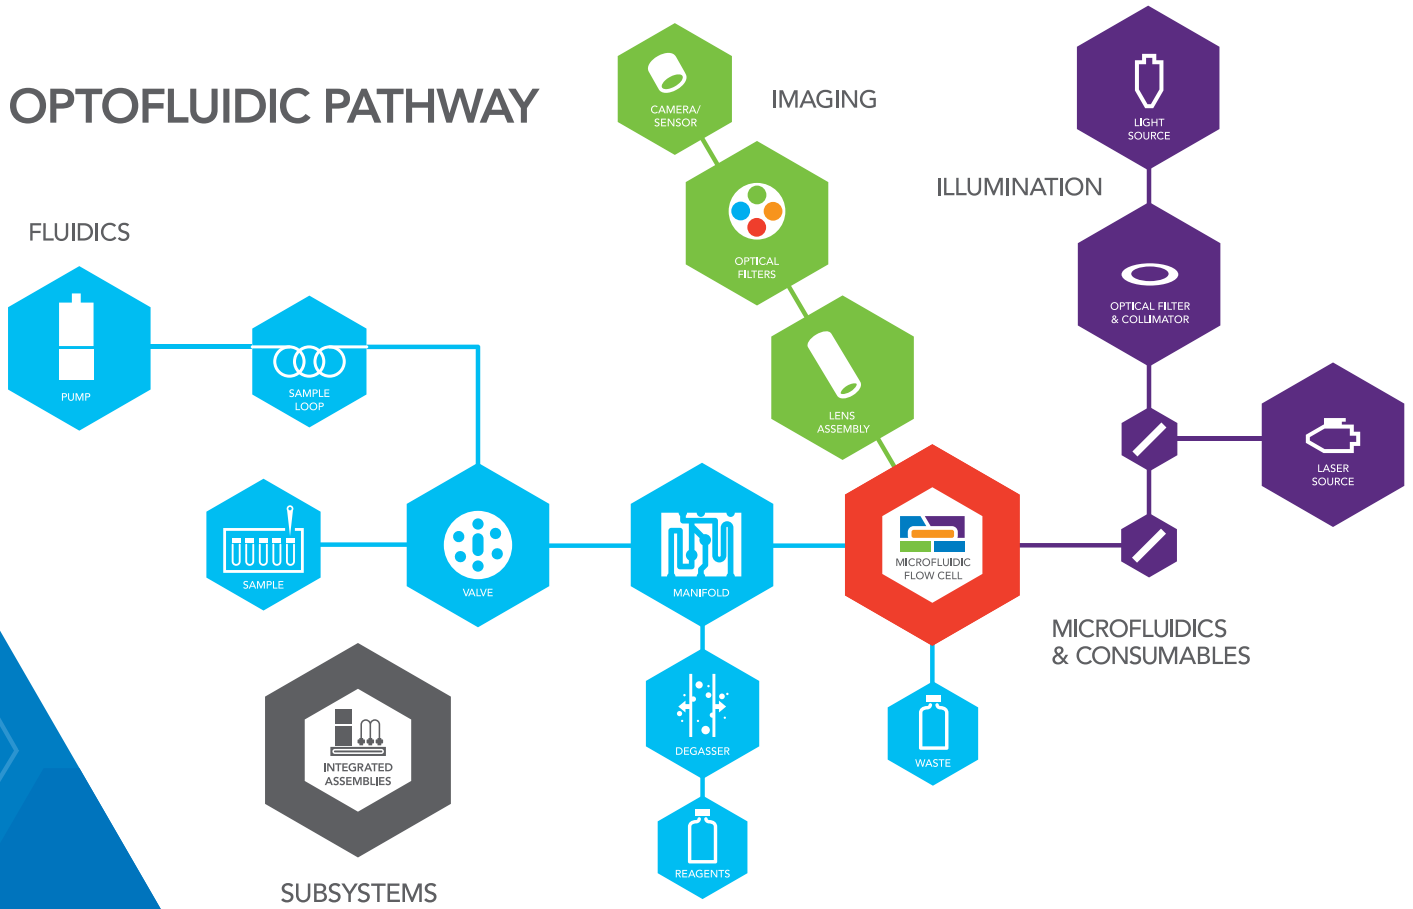 OPTOFLUIDIC PATHWAY
CAMERA/
SENSOR
IMAGING
LIGHT
SOURCE
ILLUMINATION
FLUIDICS
OPTICAL
FILTERS
OPTICAL FILTER
& COLLIMATOR
PUMP
SAMPLE
LOOP
LENS
ASSEMBLY
LASER
SOURCE
SAMPLE
VALVE
MANIFOLD
MICROFLUIDIC
FLOW CELL
MICROFLUIDICS
& CONSUMABLES
INTEGRATED
ASSEMBLIES
DEGASSER
WASTE
REAGENTS
SUBSYSTEMS